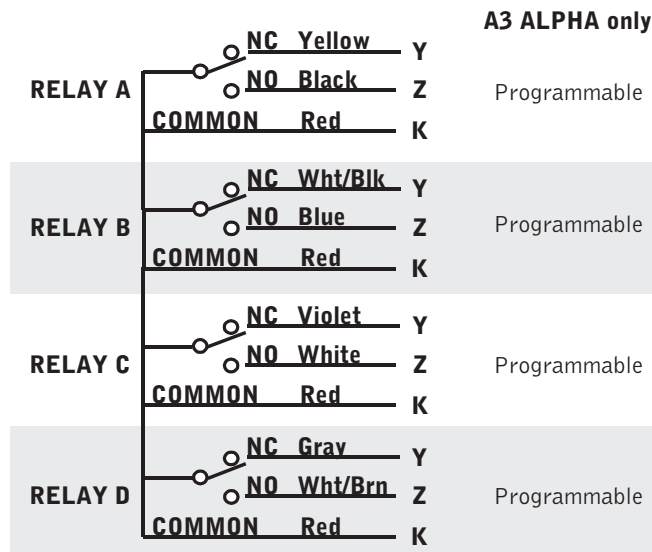 A3 ALPHA only
NC Yellow Y
RELAY A NO Black Z Programmable
COMMON Red K
NC Wht/Blk Y
RELAY B NO Blue Z Programmable
COMMON Red K
NC Violet Y
RELAY C NO White Z Programmable
COMMON Red K
NC Gray Y
RELAY D NO Wht/Brn Z Programmable
COMMON Red K